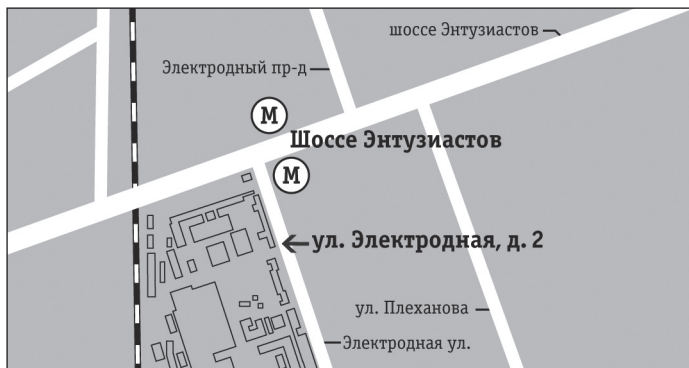 шоссе Энтузиастов
Электродный пр-д
М
Шоссе Энтузиастов
М
ул. Электродная, д. 2
ул. Плеханова
Электродная ул.